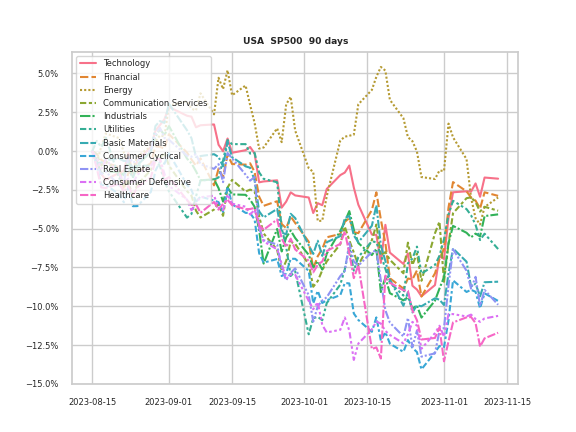 USA SP500 90 days
5.0%
2.5%
0.0%
−2.5%
−5.0%
−7.5%
−10.0%
−12.5%
−15.0%
Technology
Financial
Energy
Communication Services
Industrials
Utilities
Basic Materials
Consumer Cyclical
Real Estate
Consumer Defensive
Healthcare
2023-08-15 2023-09-01 2023-09-15 2023-10-01 2023-10-15 2023-11-01 2023-11-15